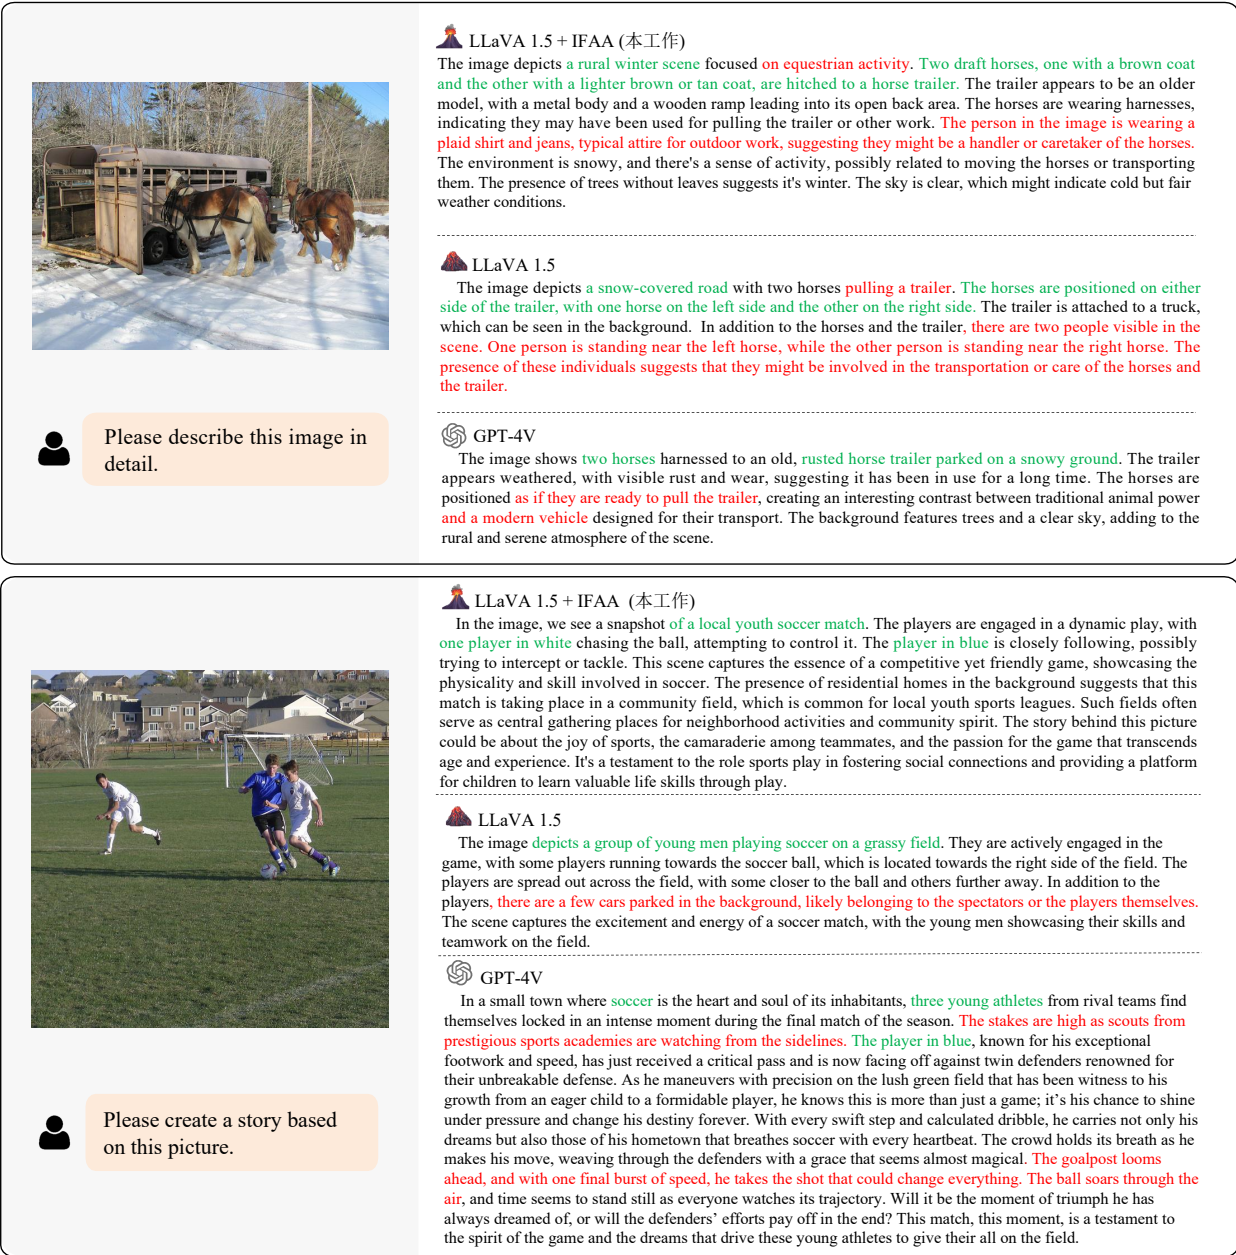 Please describe this image in
detail.
LLaVA 1.5 + IFAA (本工作)
The image depicts a rural winter scene focused on equestrian activity. Two draft horses, one with a brown coat
and the other with a lighter brown or tan coat, are hitched to a horse trailer. The trailer appears to be an older
model, with a metal body and a wooden ramp leading into its open back area. The horses are wearing harnesses,
indicating they may have been used for pulling the trailer or other work. The person in the image is wearing a
plaid shirt and jeans, typical attire for outdoor work, suggesting they might be a handler or caretaker of the horses.
The environment is snowy, and there's a sense of activity, possibly related to moving the horses or transporting
them. The presence of trees without leaves suggests it's winter. The sky is clear, which might indicate cold but fair
weather conditions.
LLaVA 1.5
The image depicts a snow-covered road with two horses pulling a trailer. The horses are positioned on either
side of the trailer, with one horse on the left side and the other on the right side. The trailer is attached to a truck,
which can be seen in the background. In addition to the horses and the trailer, there are two people visible in the
scene. One person is standing near the left horse, while the other person is standing near the right horse. The
presence of these individuals suggests that they might be involved in the transportation or care of the horses and
the trailer.
GPT-4V
The image shows two horses harnessed to an old, rusted horse trailer parked on a snowy ground. The trailer
appears weathered, with visible rust and wear, suggesting it has been in use for a long time. The horses are
positioned as if they are ready to pull the trailer, creating an interesting contrast between traditional animal power
and a modern vehicle designed for their transport. The background features trees and a clear sky, adding to the
rural and serene atmosphere of the scene.
Please create a story based
on this picture.
LLaVA 1.5 + IFAA (本工作)
In the image, we see a snapshot of a local youth soccer match. The players are engaged in a dynamic play, with
one player in white chasing the ball, attempting to control it. The player in blue is closely following, possibly
trying to intercept or tackle. This scene captures the essence of a competitive yet friendly game, showcasing the
physicality and skill involved in soccer. The presence of residential homes in the background suggests that this
match is taking place in a community field, which is common for local youth sports leagues. Such fields often
serve as central gathering places for neighborhood activities and community spirit. The story behind this picture
could be about the joy of sports, the camaraderie among teammates, and the passion for the game that transcends
age and experience. It's a testament to the role sports play in fostering social connections and providing a platform
for children to learn valuable life skills through play.
LLaVA 1.5
The image depicts a group of young men playing soccer on a grassy field. They are actively engaged in the
game, with some players running towards the soccer ball, which is located towards the right side of the field. The
players are spread out across the field, with some closer to the ball and others further away. In addition to the
players, there are a few cars parked in the background, likely belonging to the spectators or the players themselves.
The scene captures the excitement and energy of a soccer match, with the young men showcasing their skills and
teamwork on the field.
GPT-4V
In a small town where soccer is the heart and soul of its inhabitants, three young athletes from rival teams find
themselves locked in an intense moment during the final match of the season. The stakes are high as scouts from
prestigious sports academies are watching from the sidelines. The player in blue, known for his exceptional
footwork and speed, has just received a critical pass and is now facing off against twin defenders renowned for
their unbreakable defense. As he maneuvers with precision on the lush green field that has been witness to his
growth from an eager child to a formidable player, he knows this is more than just a game; it's his chance to shine
under pressure and change his destiny forever. With every swift step and calculated dribble, he carries not only his
dreams but also those of his hometown that breathes soccer with every heartbeat. The crowd holds its breath as he
makes his move, weaving through the defenders with a grace that seems almost magical. The goalpost looms
ahead, and with one final burst of speed, he takes the shot that could change everything. The ball soars through the
air, and time seems to stand still as everyone watches its trajectory. Will it be the moment of triumph he has
always dreamed of, or will the defenders’ efforts pay off in the end? This match, this moment, is a testament to
the spirit of the game and the dreams that drive these young athletes to give their all on the field.